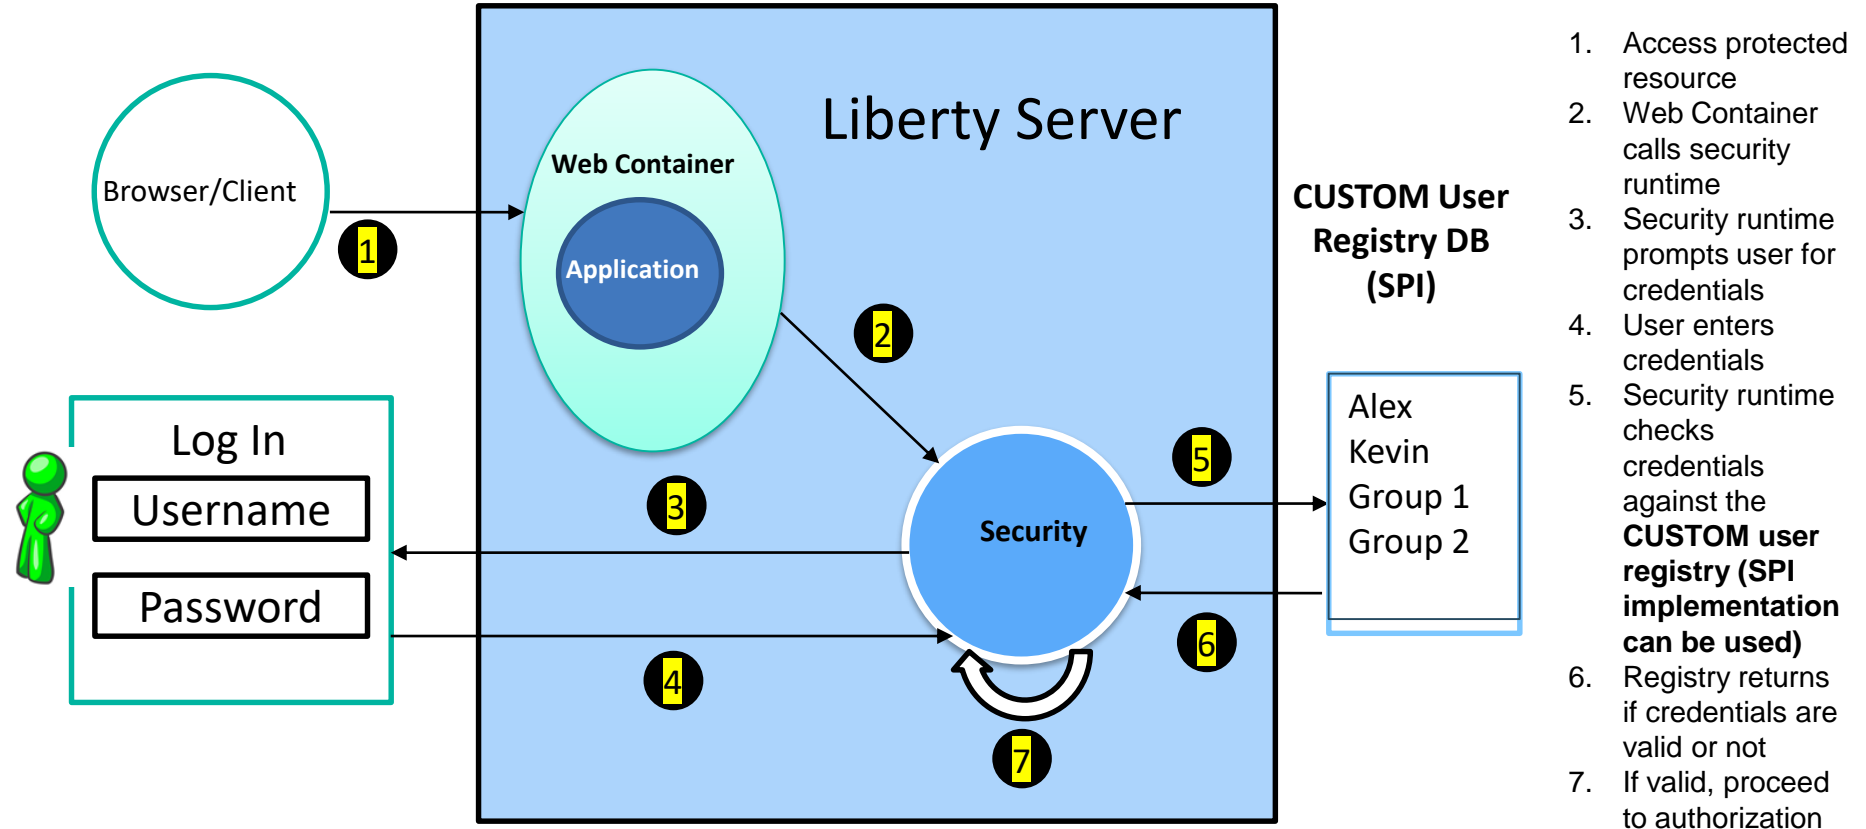 Liberty Server
Browser/Client
1
Web Container
Application
2
CUSTOM User
Registry DB
(SPI)
Log In
Username
Password
3
4
Security
5
6
7
Alex
Kevin
Group 1
Group 2
1. Access protected
resource
2. Web Container
calls security
runtime
3. Security runtime
prompts user for
credentials
4. User enters
credentials
5. Security runtime
checks
credentials
against the
CUSTOM user
registry (SPI
implementation
can be used)
6. Registry returns
if credentials are
valid or not
7. If valid, proceed
to authorization